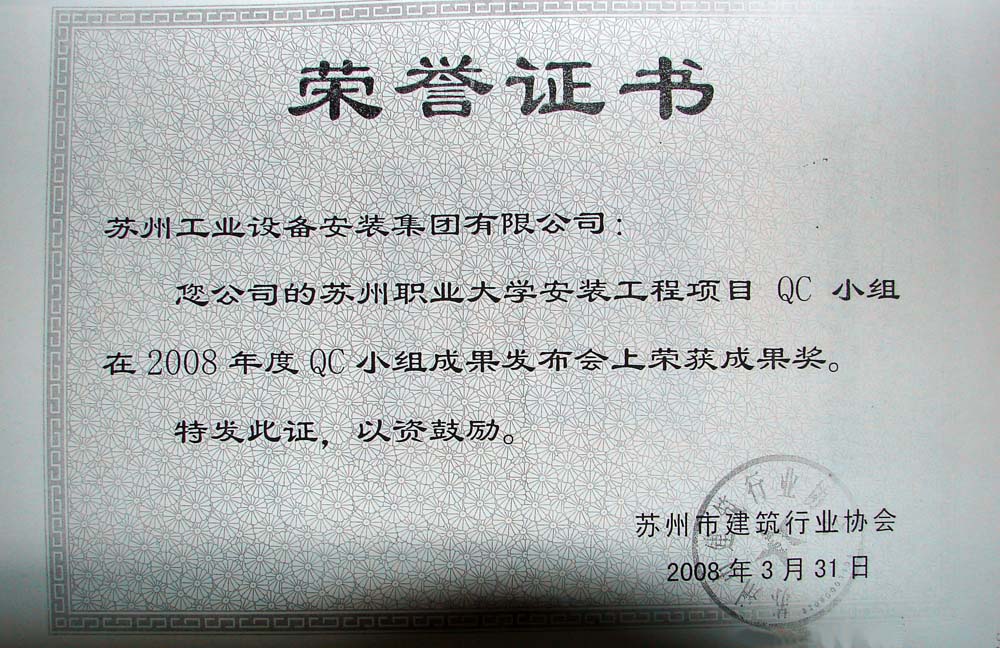 荣誉证书
苏州工业设备安装集团有限公司：
您公司的苏州职业大学安装工程项目 QC 小组
在 2008 年度 QC 小组成果发布会上荣获成果奖。
特发此证，以资鼓励。
苏州市建筑行业协会
2008 年 3 月 31 日